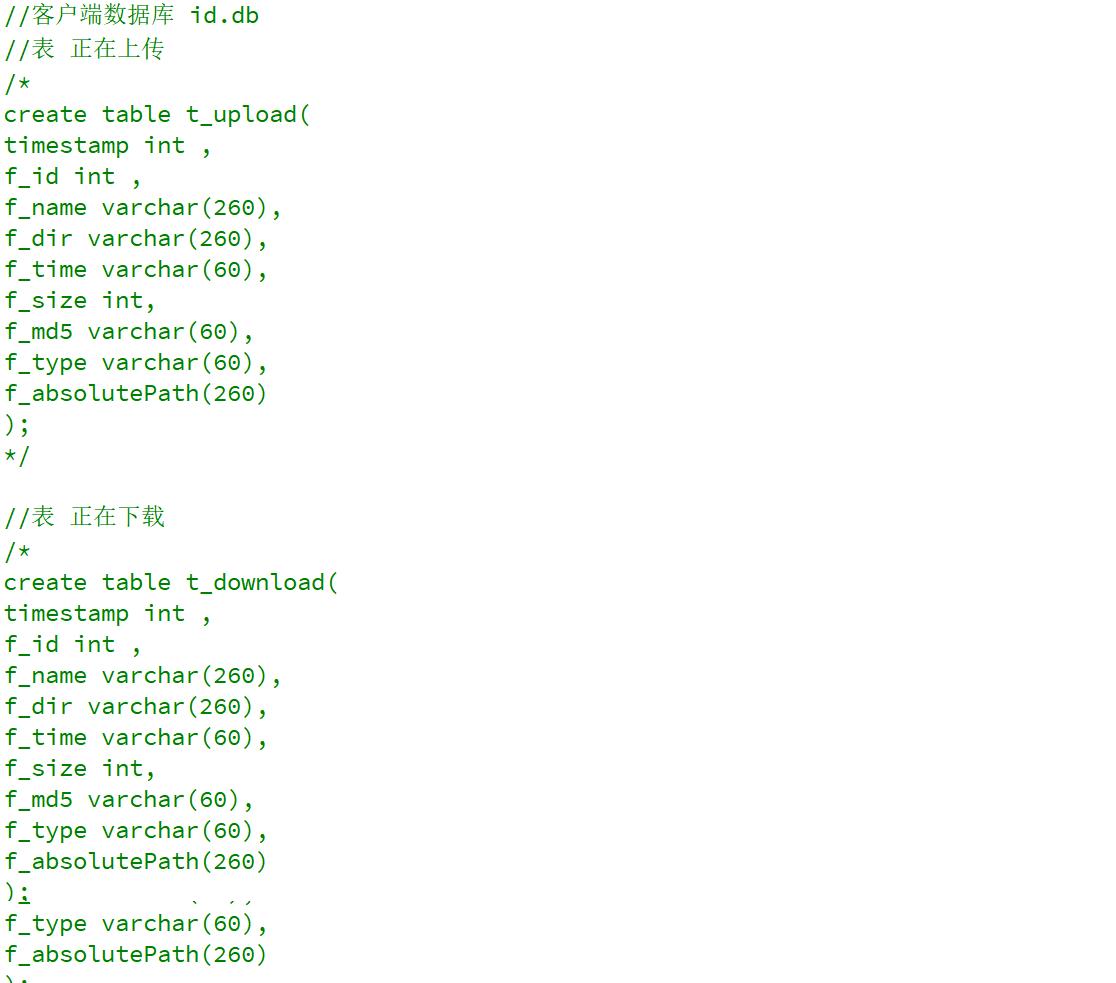 //客户端数据库 id.db
//表 正在上传
/*
create table t_upload(
timestamp int ,
f_id int ,
f_name varchar(260),
f_dir varchar(260),
f_time varchar(60),
f_size int,
f_md5 varchar(60),
f_type varchar(60),
f_absolutePath(260)
);
*/
//表 正在下载
/*
create table t_download(
timestamp int ,
f_id int ,
f_name varchar(260),
f_dir varchar(260),
f_time varchar(60),
f_size int,
f_md5 varchar(60),
f_type varchar(60),
f_absolutePath(260)
);
f_type varchar(60),
f_absolutePath(260)
);